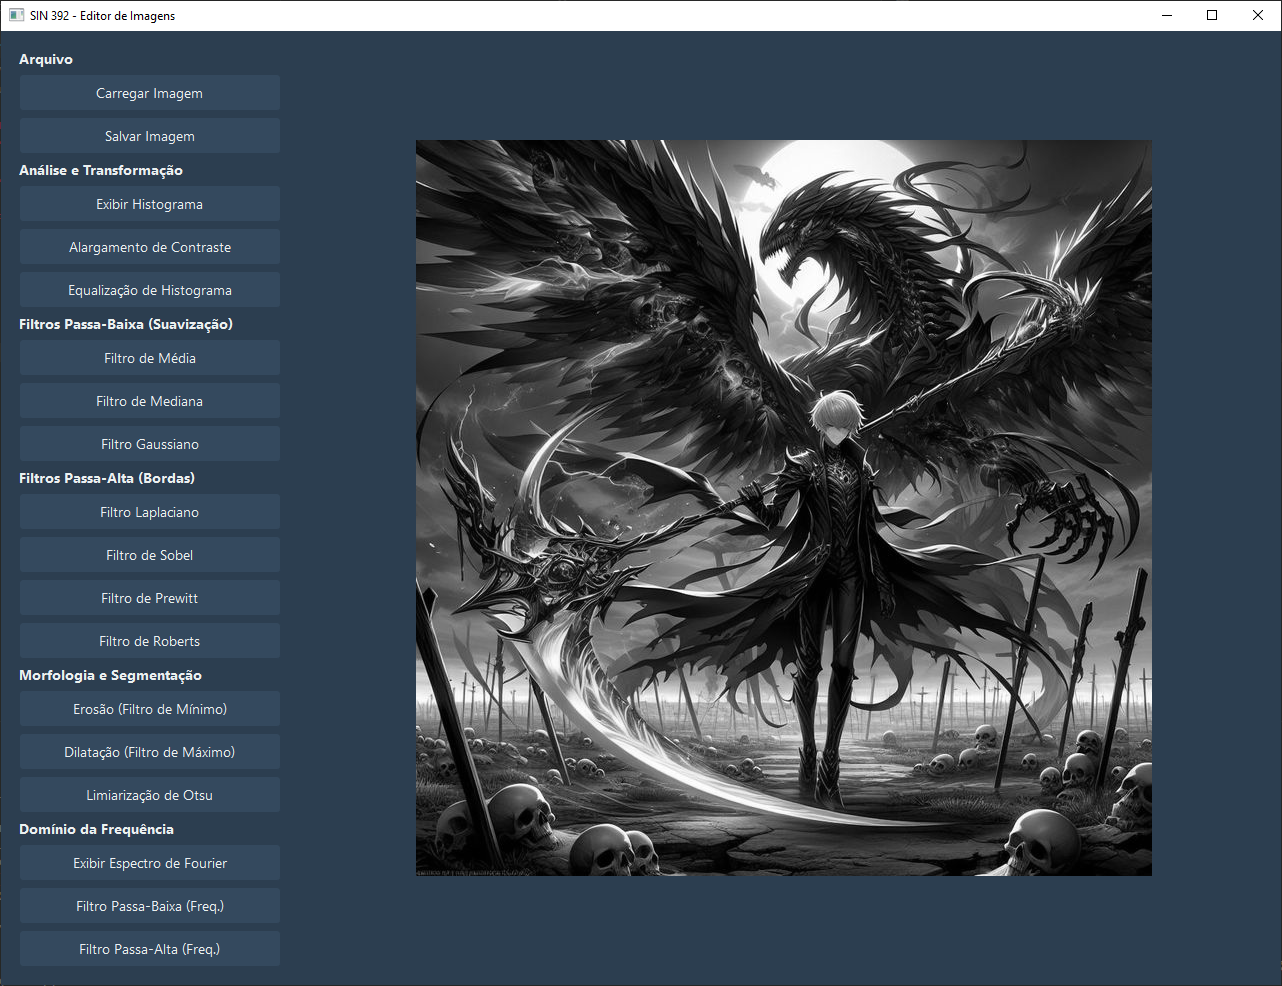 SIN 392 - Editor de Imagens
Arquivo
Carregar Imagem
Salvar Imagem
Análise e Transformação
Exibir Histograma
Alargamento de Contraste
Equalização de Histograma
Filtros Passa-Baixa (Suavização)
Filtro de Média
Filtro de Mediana
Filtro Gaussiano
Filtros Passa-Alta (Bordas)
Filtro Laplaciano
Filtro de Sobel
Filtro de Prewitt
Filtro de Roberts
Morfologia e Segmentação
Erosão (Filtro de Mínimo)
Dilatação (Filtro de Máximo)
Limiarização de Otsu
Domínio da Frequência
Exibir Espectro de Fourier
Filtro Passa-Baixa (Freq.)
Filtro Passa-Alta (Freq.)